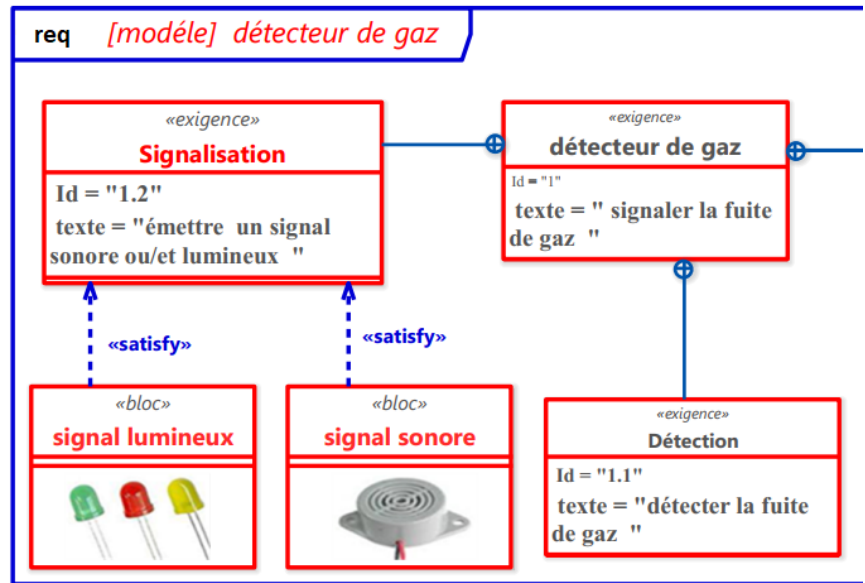 req [modéle] détecteur de gaz
«exigence»
Signalisation
Id = "1.2"
texte = "émettre un signal
sonore ou/et lumineux "
«exigence»
détecteur de gaz
Id = "1"
texte = " signaler la fuite
de gaz "
«satisfy»
«satisfy»
«bloc»
signal lumineux
«bloc»
signal sonore
«exigence»
Détection
Id = "1.1"
texte = "détecter la fuite
de gaz "